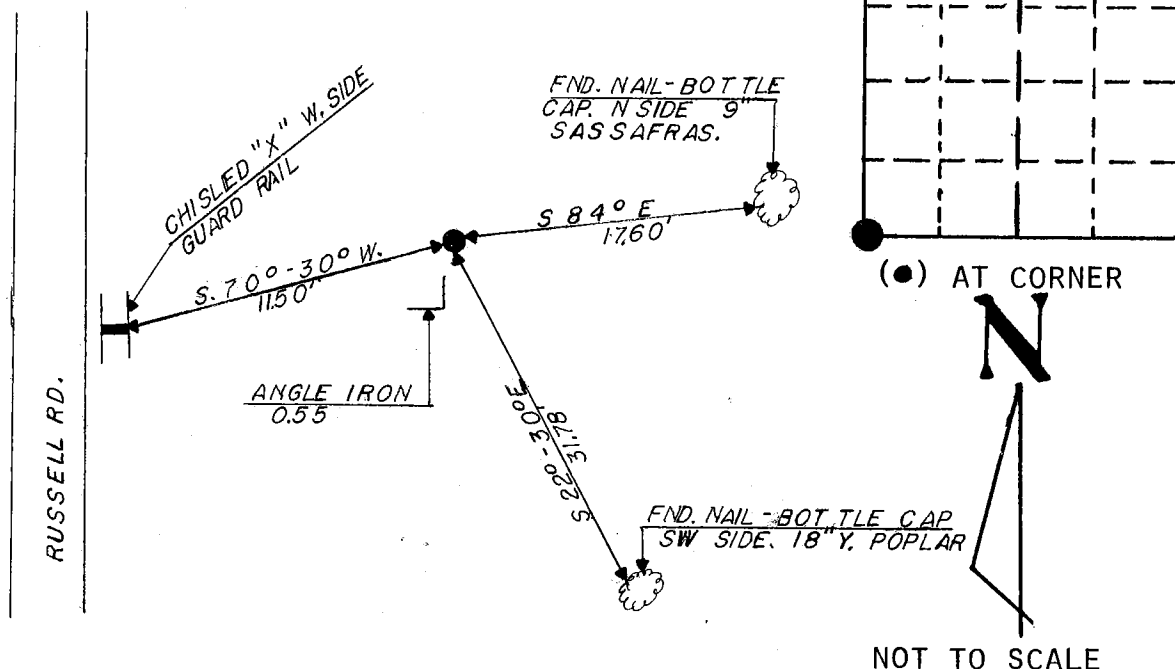 CHISLED "X" W. SIDE
GUARD RAIL
FND. NAIL-BOTTLE
CAP. N SIDE 9"
SASSAFRAS.
S 84° E
17.60'
S. 70°-30° W.
11.50'
(●) AT CORNER
N
ANGLE IRON
0.55
S 22°-30° E
31.78'
RUSSELL RD.
FND. NAIL-BOTTLE CAP
SW SIDE. 18" Y. POPLAR
NOT TO SCALE